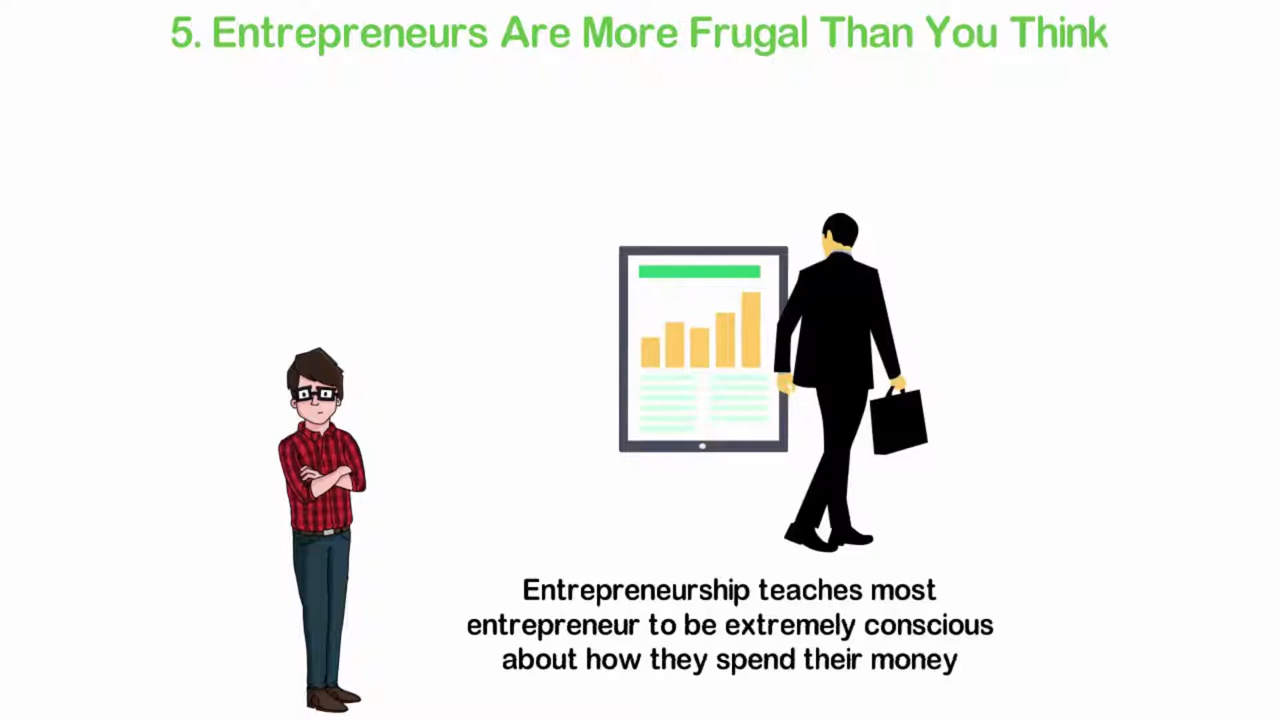 5. Entrepreneurs Are More Frugal Than You Think
Entrepreneurship teaches most
entrepreneur to be extremely conscious
about how they spend their money